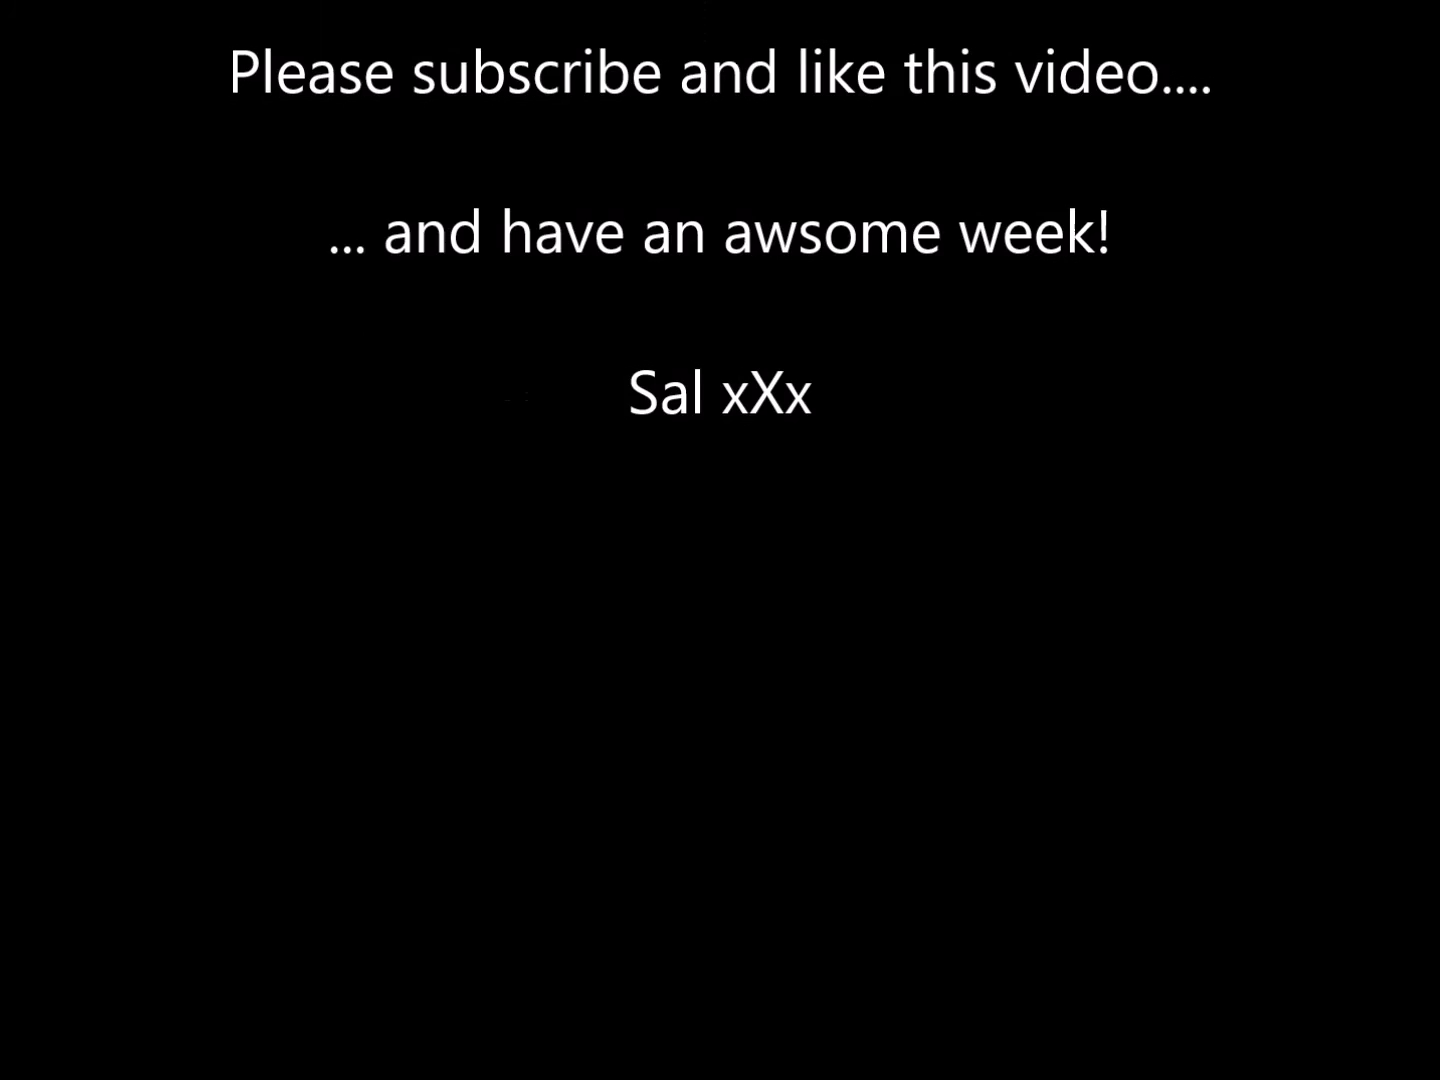 Please subscribe and like this video....
... and have an awsome week!
Sal xXx